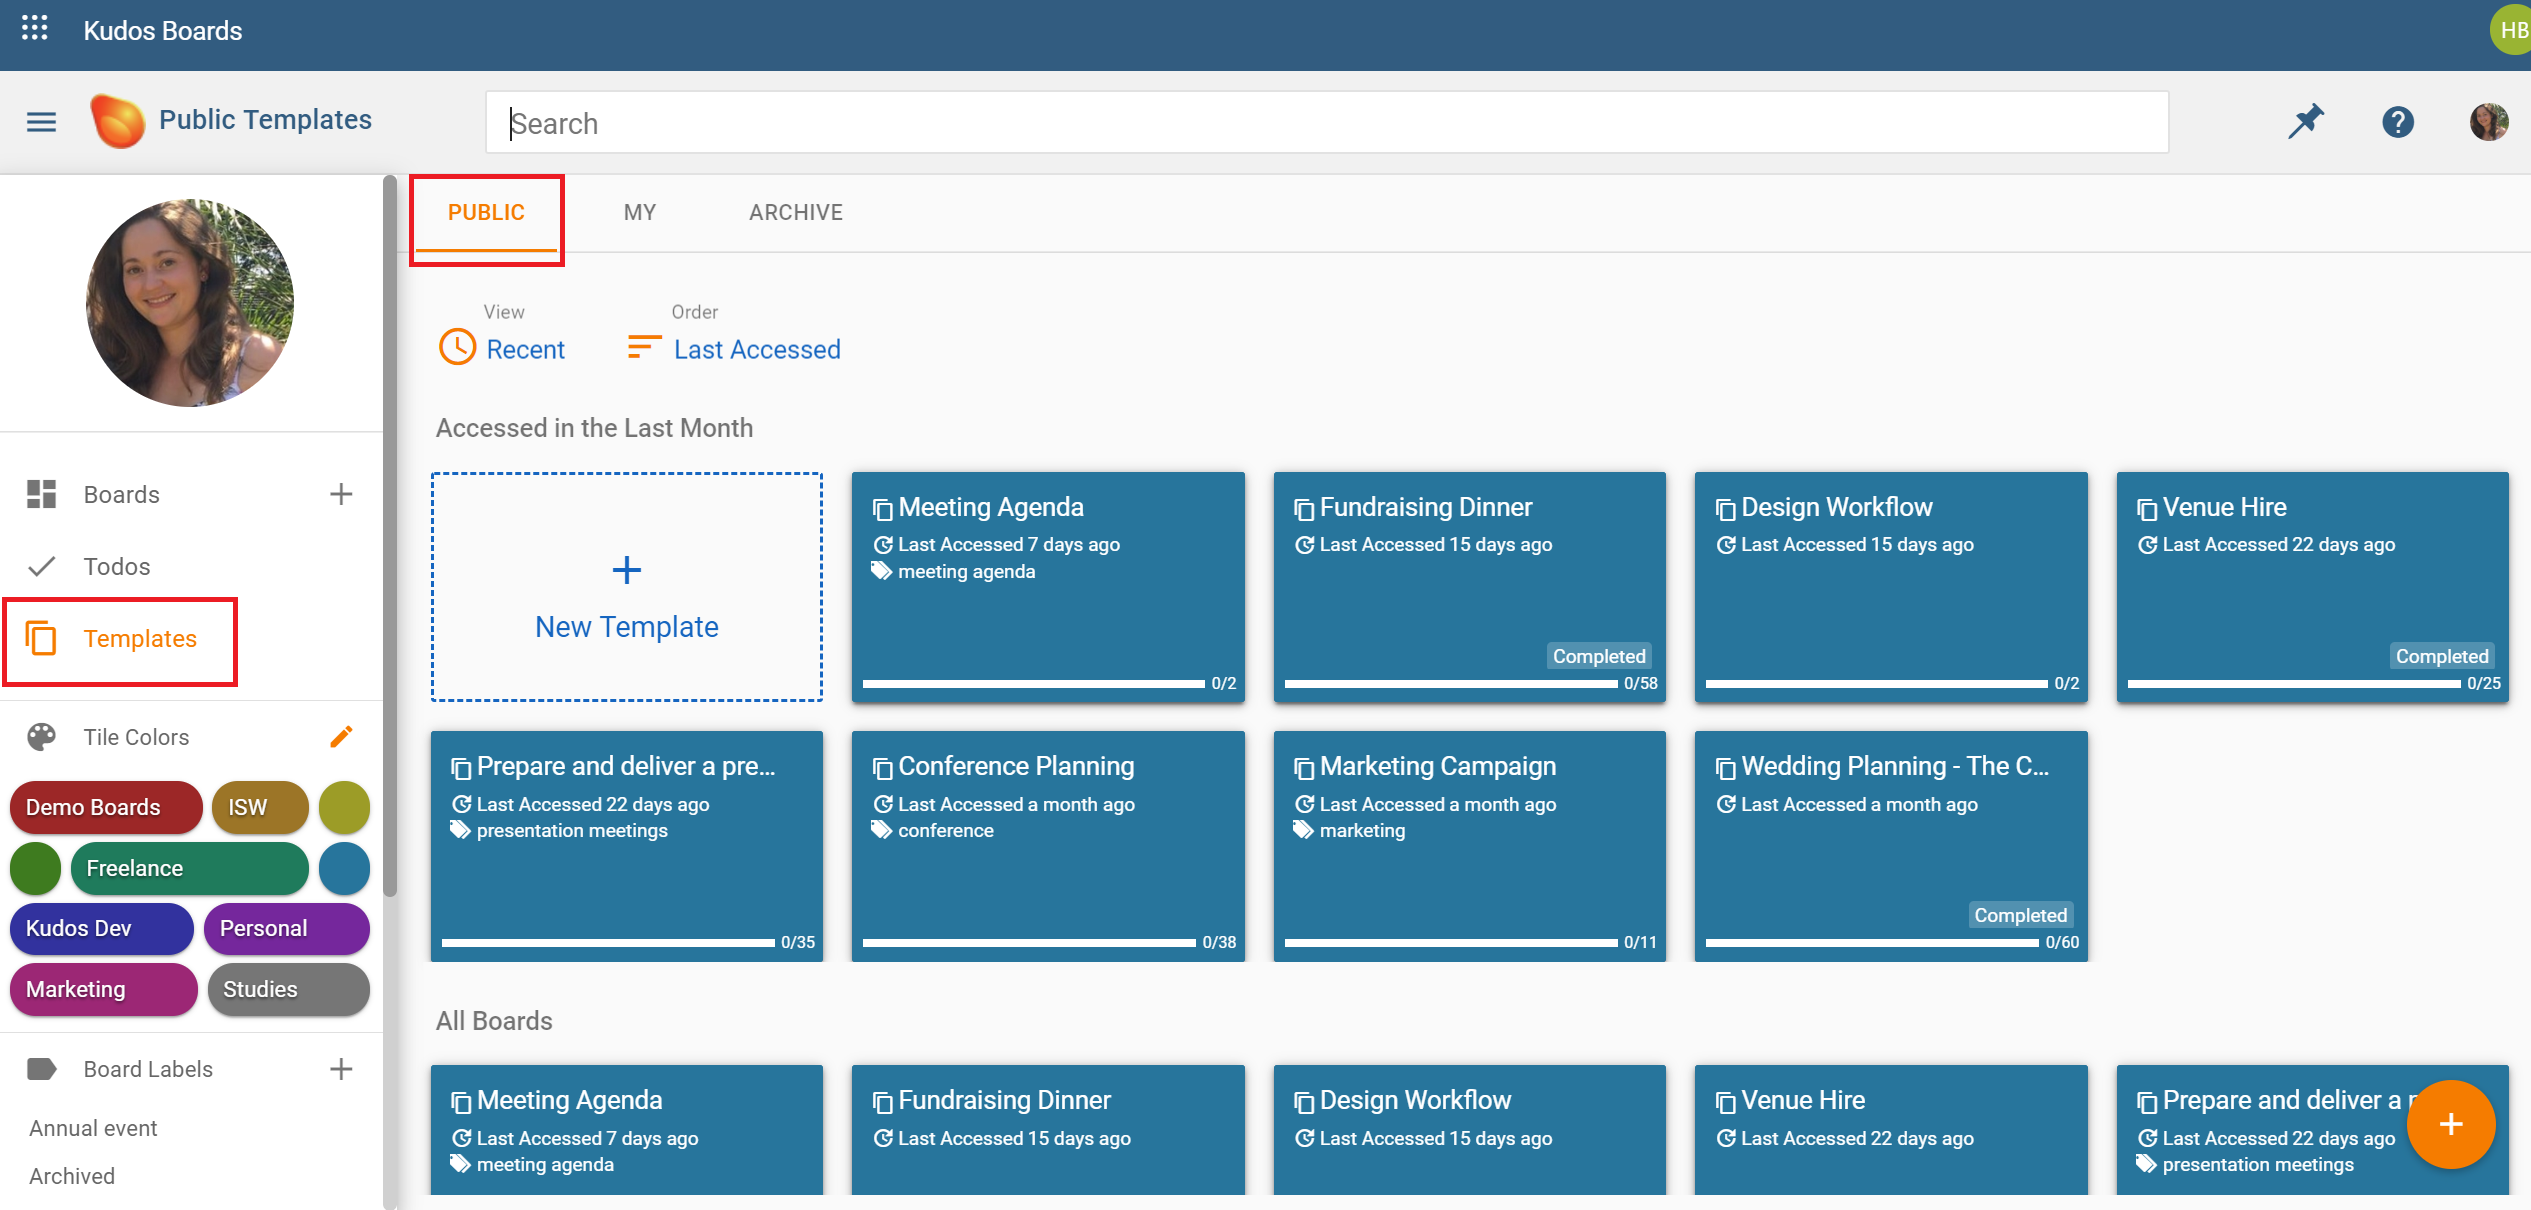 Kudos Boards
HB
Public Templates
Search
?
PUBLIC
MY
ARCHIVE
View
Recent
Order
Last Accessed
Boards
Todos
Templates
Tile Colors
Demo Boards
ISW
Freelance
Kudos Dev
Personal
Marketing
Studies
Board Labels
Annual event
Archived
Accessed in the Last Month
New Template
Meeting Agenda
Last Accessed 7 days ago
meeting agenda
0/2
Fundraising Dinner
Last Accessed 15 days ago
Completed
0/58
Design Workflow
Last Accessed 15 days ago
0/2
Venue Hire
Last Accessed 22 days ago
Completed
0/25
Prepare and deliver a pre...
Last Accessed 22 days ago
presentation meetings
0/35
Conference Planning
Last Accessed a month ago
conference
0/38
Marketing Campaign
Last Accessed a month ago
marketing
0/11
Wedding Planning - The C...
Last Accessed a month ago
Completed
0/60
All Boards
Meeting Agenda
Last Accessed 7 days ago
meeting agenda
Fundraising Dinner
Last Accessed 15 days ago
Design Workflow
Last Accessed 15 days ago
Venue Hire
Last Accessed 22 days ago
Prepare and deliver a
Last Accessed 22 days ago
presentation meetings